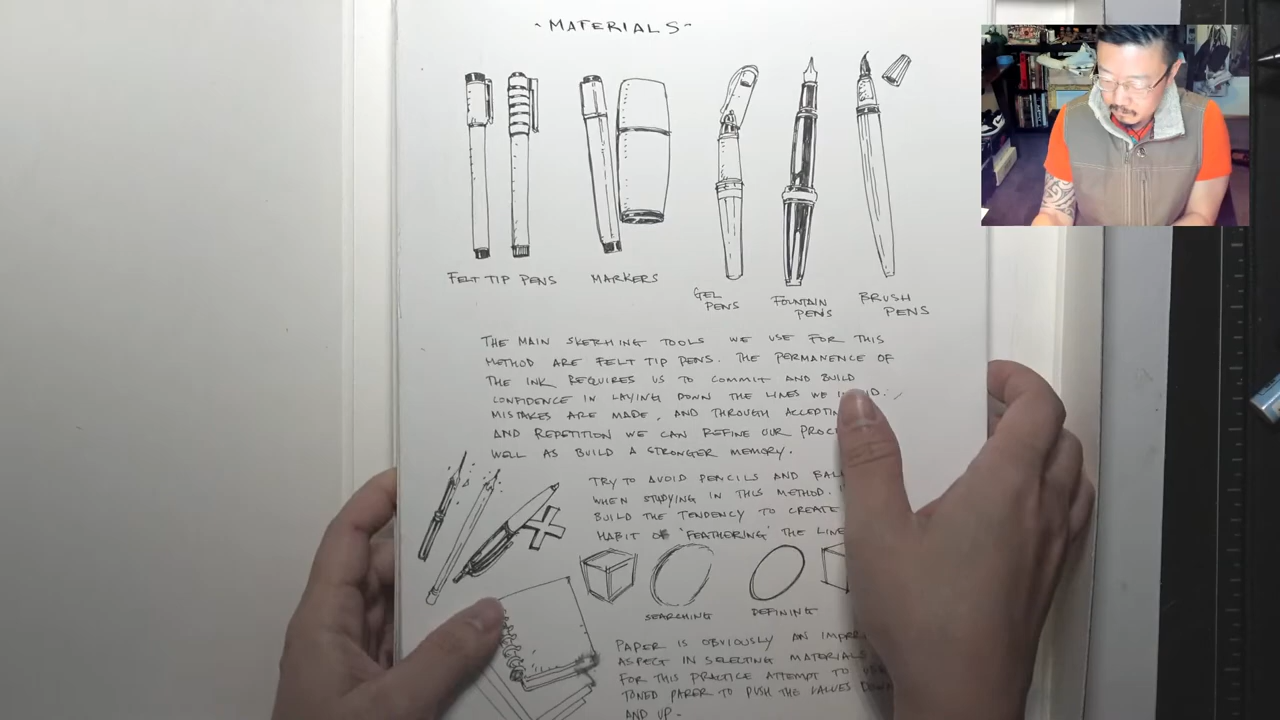 -MATERIALS-
FELT TIP PENS
MARKERS
GEL PENS
FOUNTAIN PENS
BRUSH PENS
THE MAIN SKETCHING TOOLS WE USE FOR THIS
METHOD ARE FELT TIP PENS. THE PERMANENCE OF
THE INK REQUIRES US TO COMMIT AND BUILD
CONFIDENCE IN LAYING DOWN THE LINES WE
MISTAKES ARE MADE, AND THROUGH
AND REPETITION WE CAN REFINE OUR
WELL AS BUILD A STRONGER MEMORY.
TRY TO AVOID PENCILS AND
WHEN STUDYING IN THIS METHOD.
BUILD THE TENDENCY TO CREATE
HABIT OF "FEATHERING" THE LINE
SEARCHING
DEFINING
PAPER IS OBVIOUSLY AN
ASPECT IN SELECTING MATERIALS
FOR THIS PRACTICE ATTEMPT TO
TONED PAPER TO PUSH THE VALUES
AND UP.